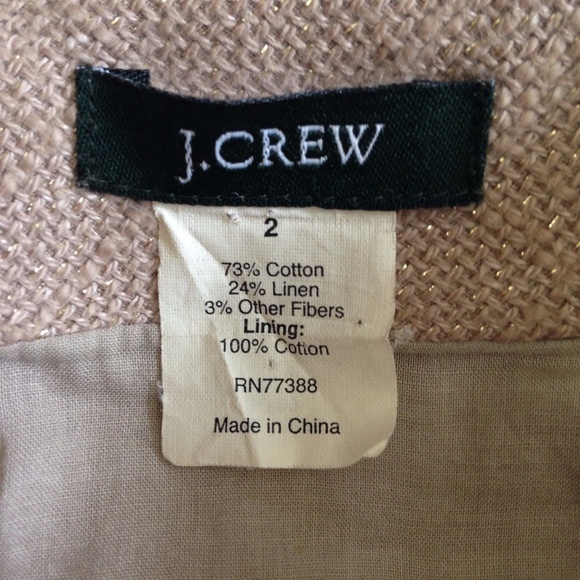 J.CREW
2
73% Cotton
24% Linen
3% Other Fibers
Lining:
100% Cotton
RN77388
Made in China